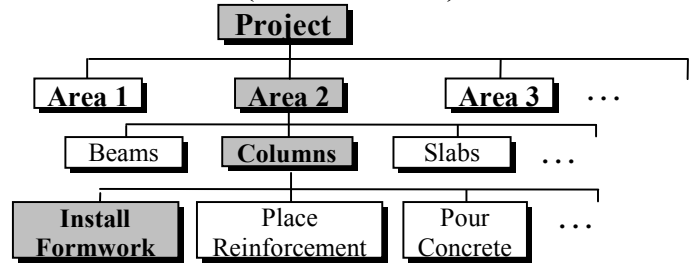 Project
Area 1 Area 2 Area 3 ...
Beams Columns Slabs ...
Install Place Pour ...
Formwork Reinforcement Concrete